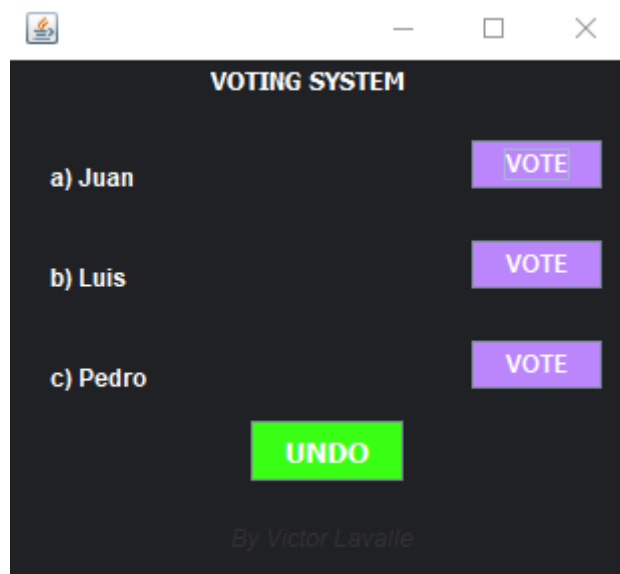 VOTING SYSTEM
a) Juan
VOTE
b) Luis
VOTE
c) Pedro
VOTE
UNDO
By Victor Lavalle